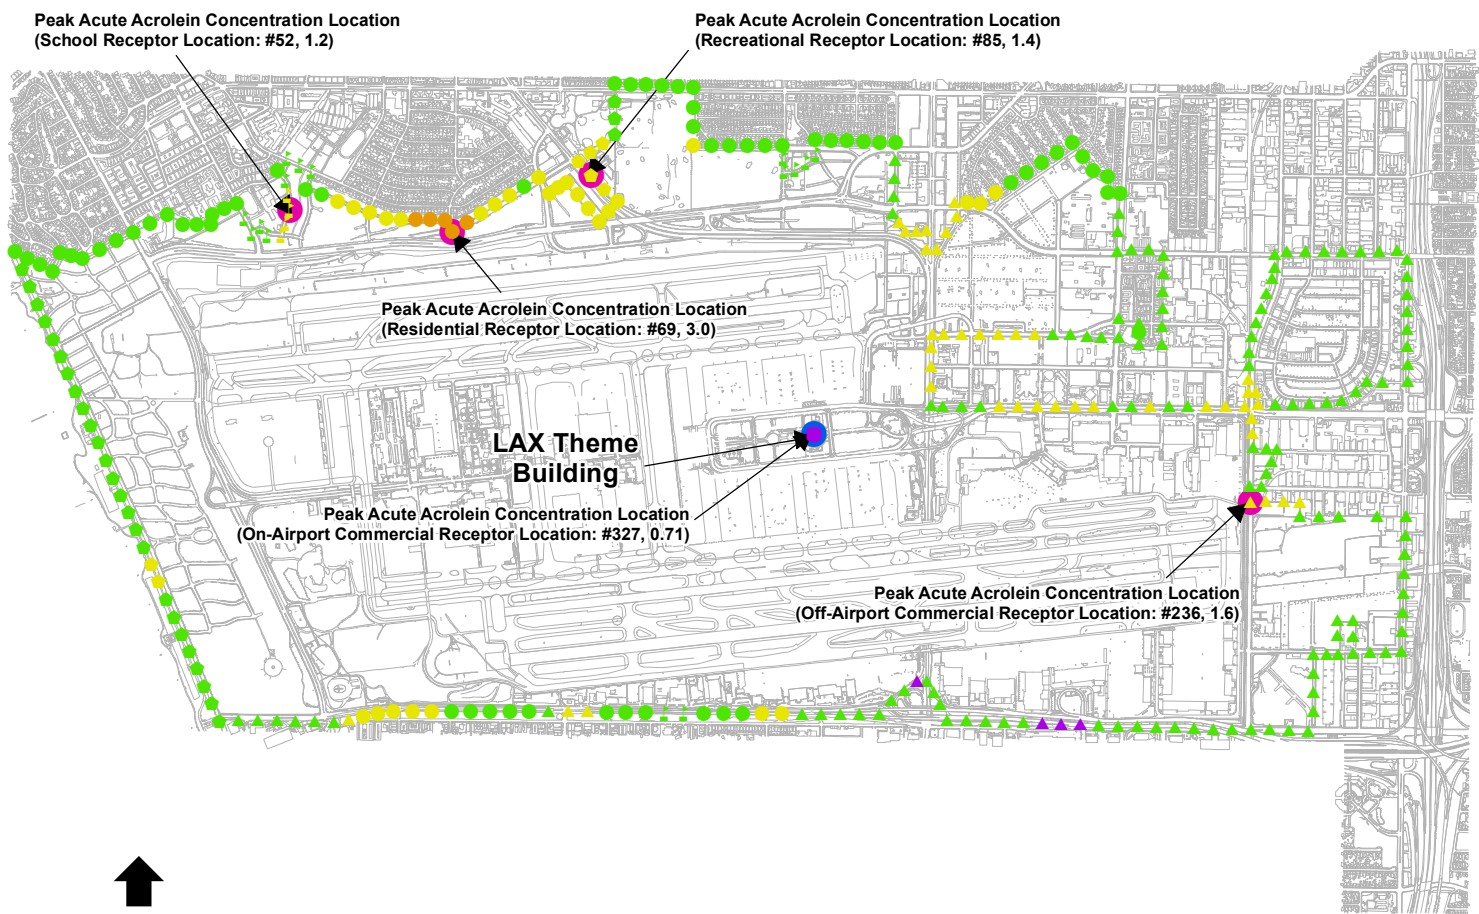 Peak Acute Acrolein Concentration Location
(School Receptor Location: #52, 1.2)
Peak Acute Acrolein Concentration Location
(Recreational Receptor Location: #85, 1.4)
Peak Acute Acrolein Concentration Location
(Residential Receptor Location: #69, 3.0)
LAX Theme
Building
Peak Acute Acrolein Concentration Location
(On-Airport Commercial Receptor Location: #327, 0.71)
Peak Acute Acrolein Concentration Location
(Off-Airport Commercial Receptor Location: #236, 1.6)